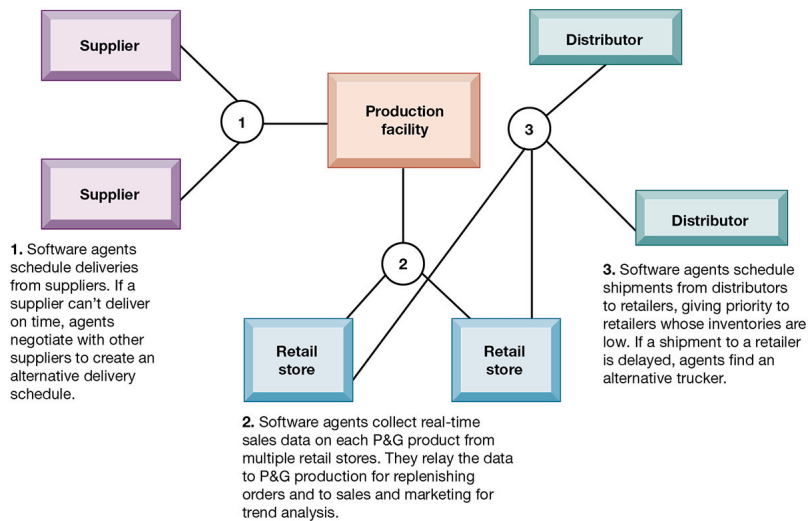 Supplier
Distributor
1
Production
facility
3
Supplier
Distributor
1. Software agents
schedule deliveries
from suppliers. If a
supplier can’t deliver
on time, agents
negotiate with other
suppliers to create an
alternative delivery
schedule.
2
3. Software agents schedule
shipments from distributors
to retailers, giving priority to
retailers whose inventories are
low. If a shipment to a retailer
is delayed, agents find an
alternative trucker.
Retail
store
Retail
store
2. Software agents collect real-time
sales data on each P&G product from
multiple retail stores. They relay the data
to P&G production for replenishing
orders and to sales and marketing for
trend analysis.